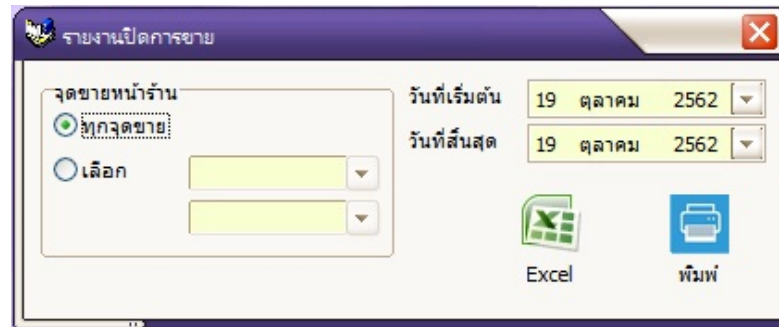 รายงานปิดการขาย
จุดขายหน้าร้าน
ทุกจุดขาย
เลือก
วันที่เริ่มต้น 19 ตุลาคม 2562
วันที่สิ้นสุด 19 ตุลาคม 2562
Excel
พิมพ์